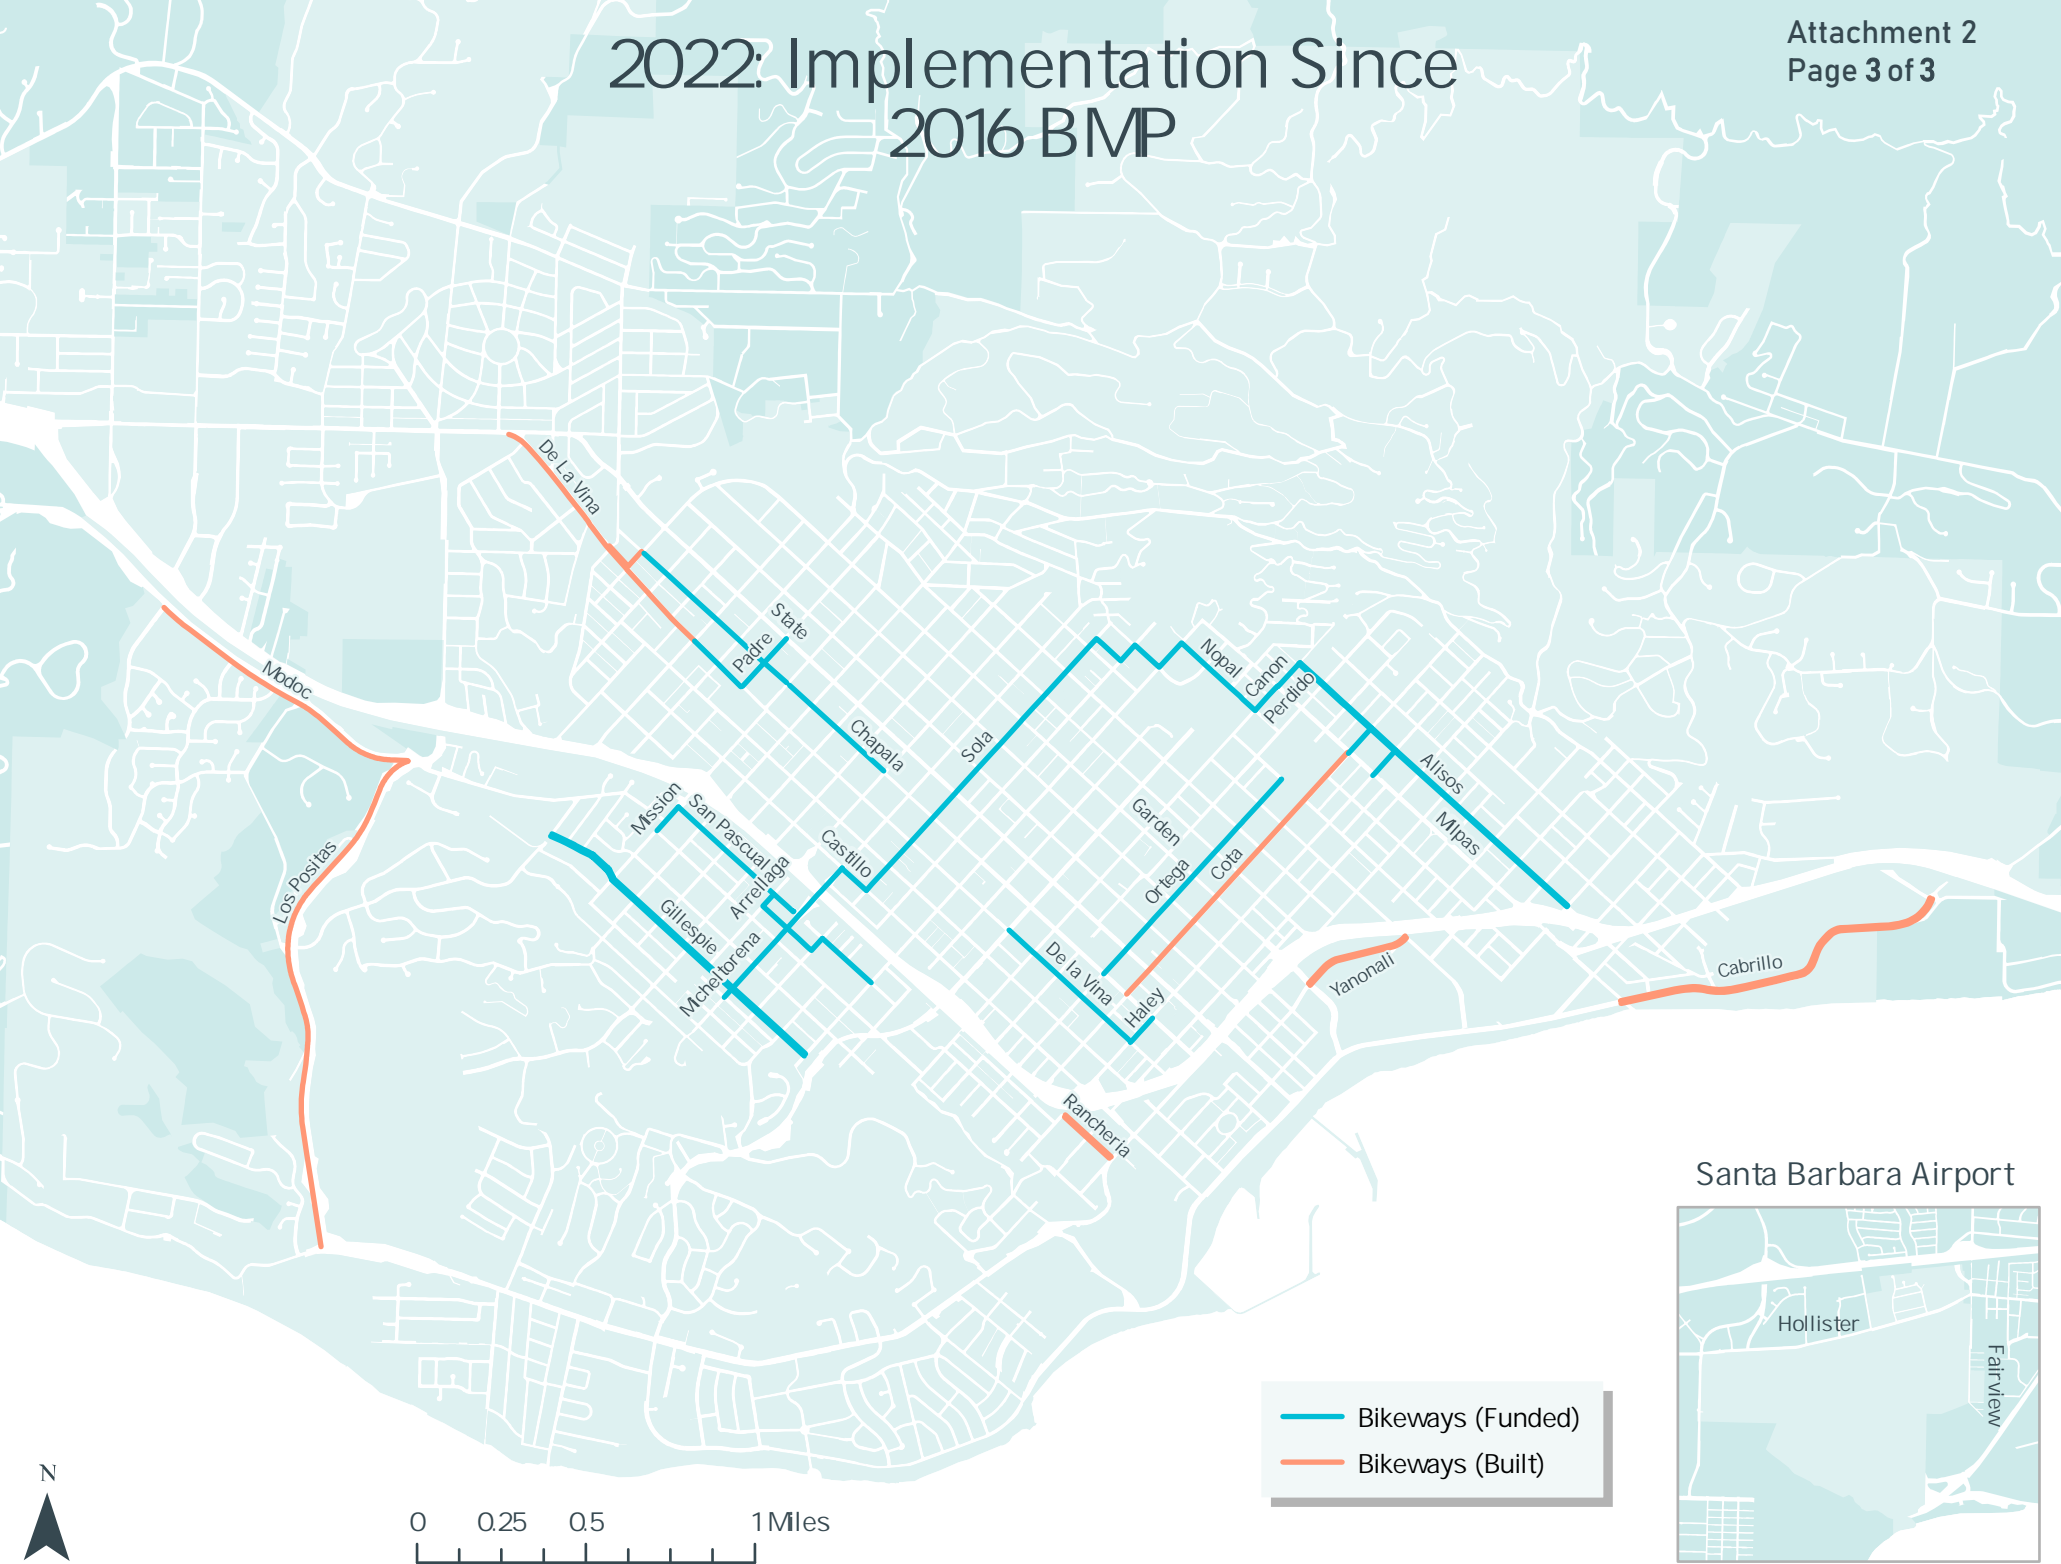 Attachment 2
Page 3 of 3
2022: Implementation Since
2016 BMP
De La Vina
State
Padre
Modoc
Chapala
Nopal
Canon
Perdido
Sola
Alisos
Milpas
Mission
San Pascual
Castillo
Arrellaga
Garden
Ortega
Cota
Los Positas
Gillespie
Micheltorena
De la Vina
Haley
Yanonali
Cabrillo
Rancheria
Santa Barbara Airport
Hollister
Fairview
Bikeways (Funded)
Bikeways (Built)
N
0 0.25 0.5 1 Miles